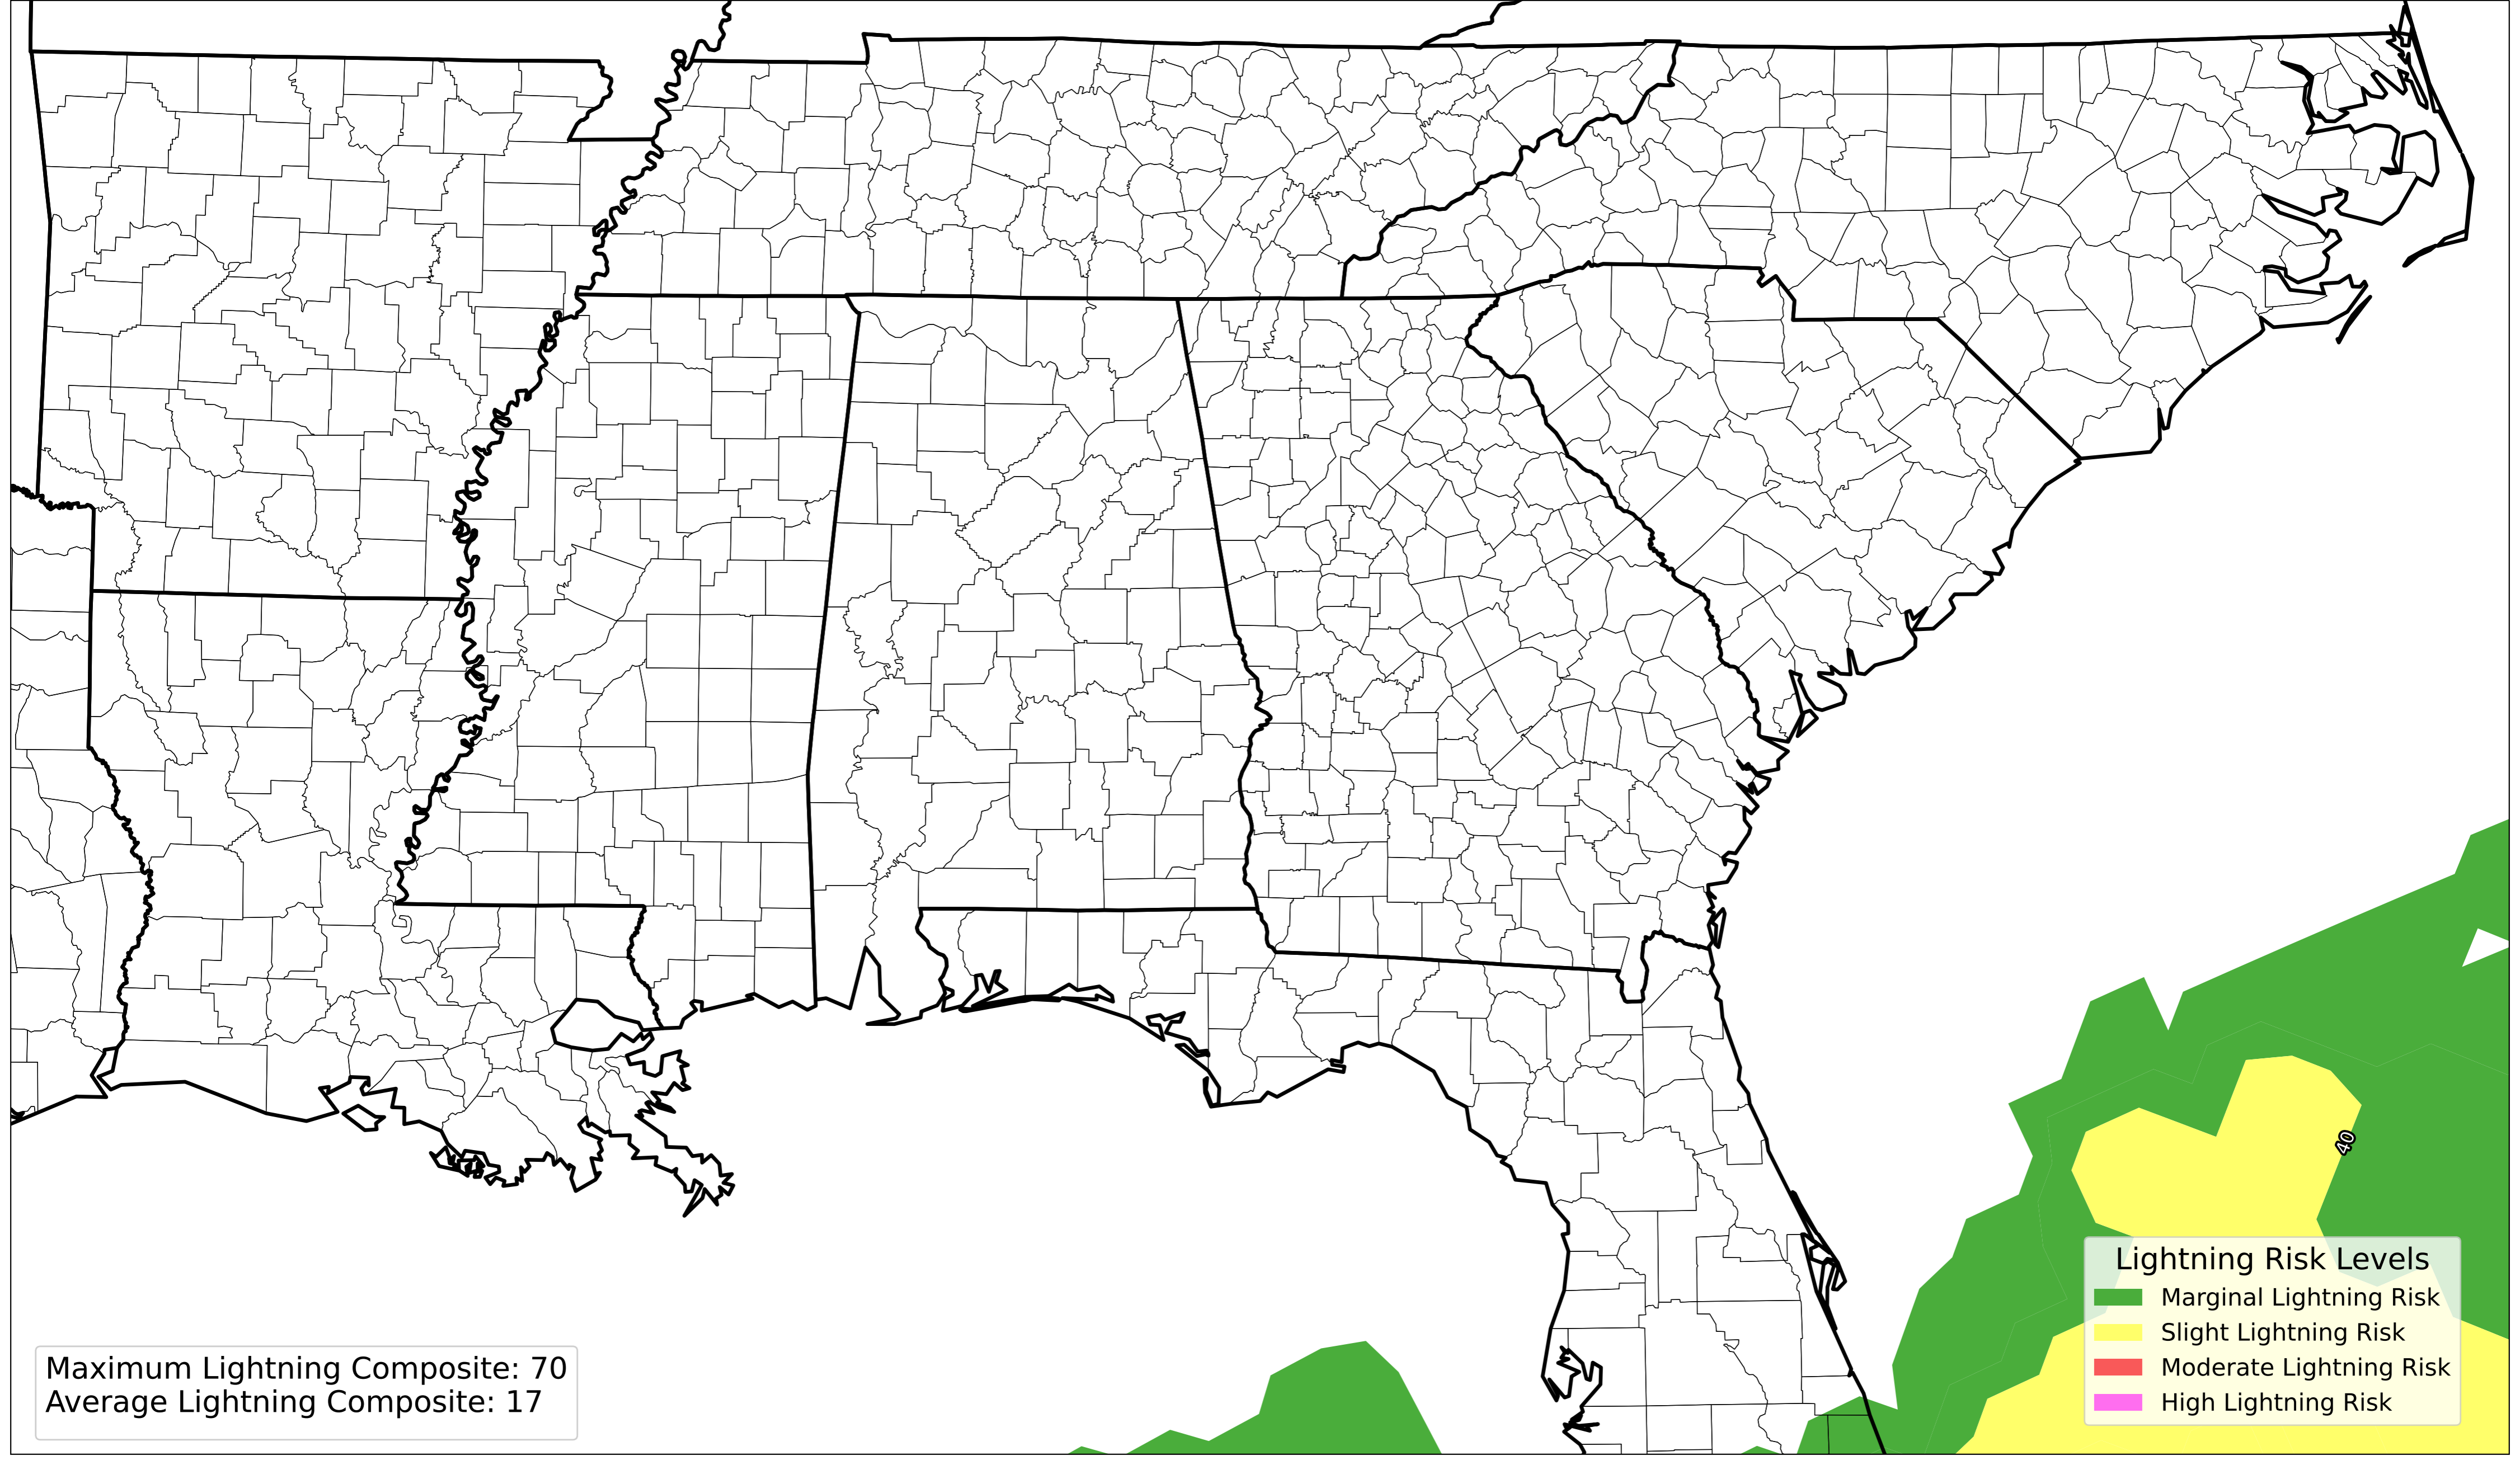 40
Lightning Risk Levels
Marginal Lightning Risk
Slight Lightning Risk
Moderate Lightning Risk
High Lightning Risk
Maximum Lightning Composite: 70
Average Lightning Composite: 17